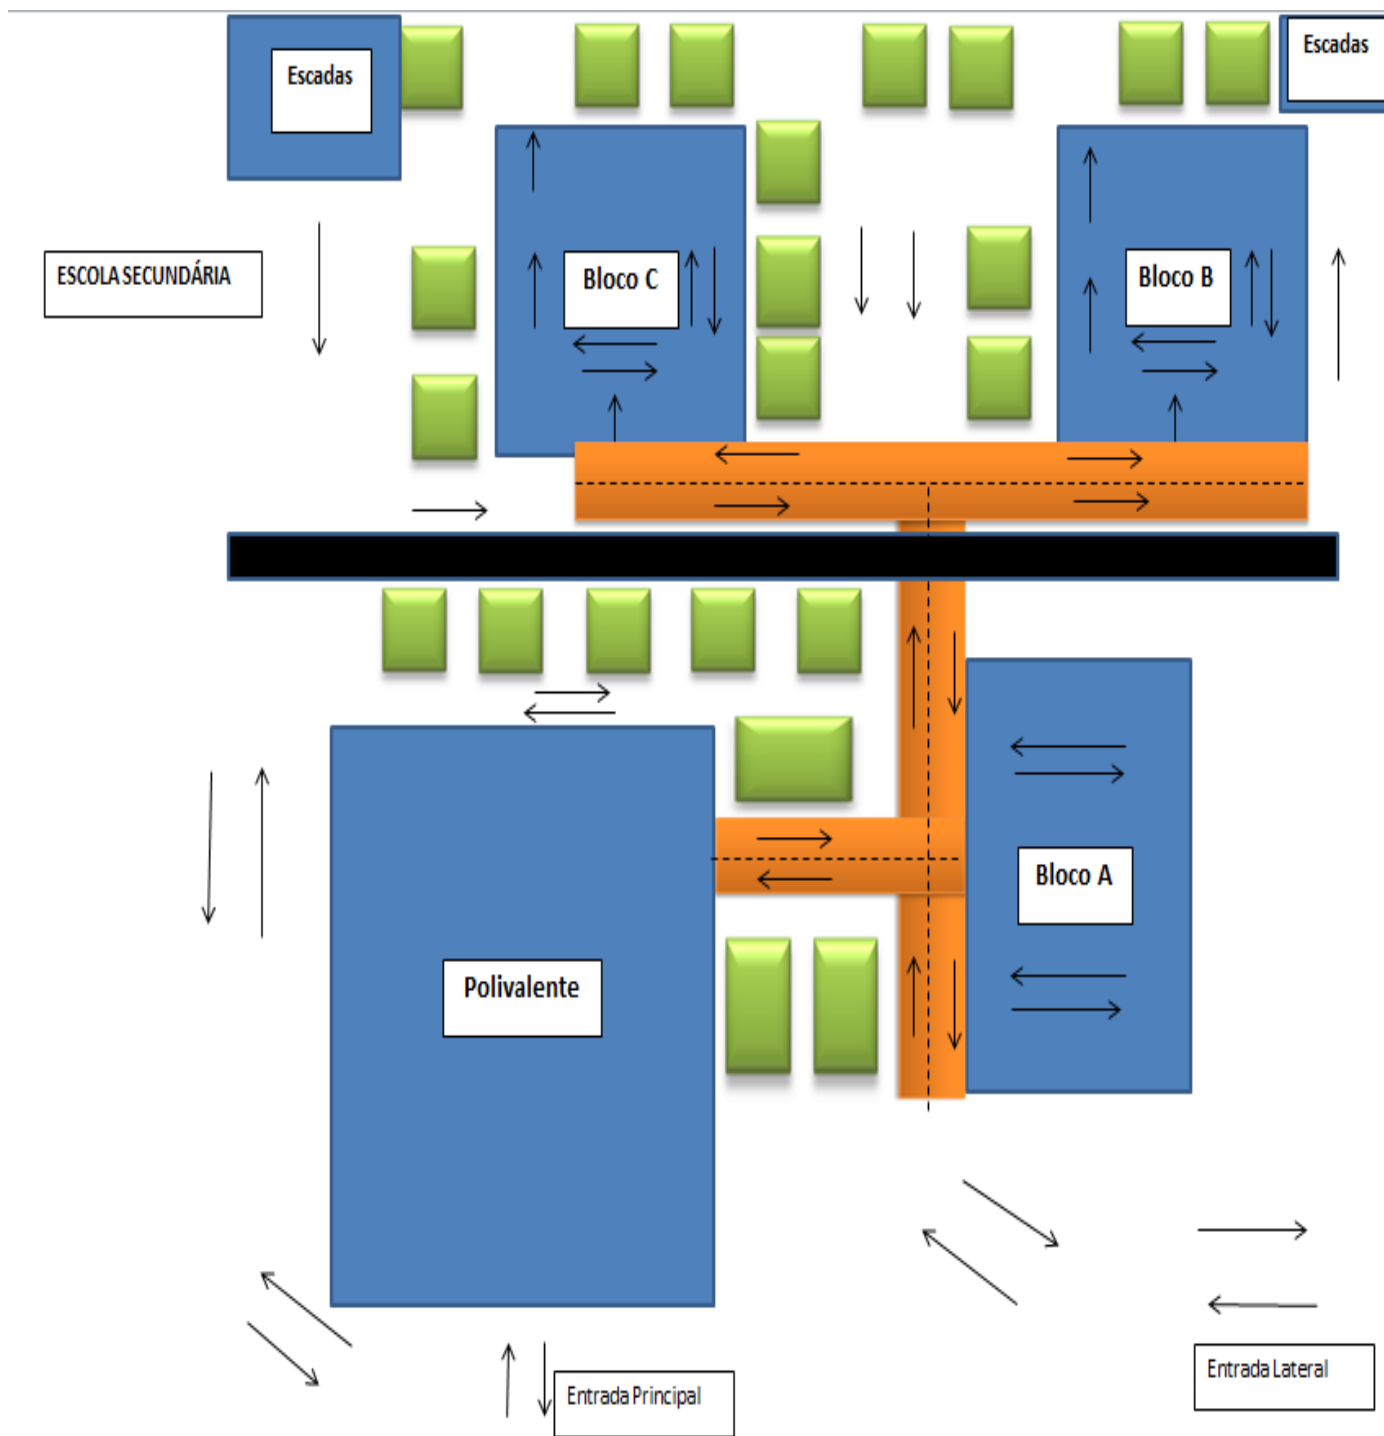 Escadas
Escadas
ESCOLA SECUNDÁRIA
Bloco C
Bloco B
Bloco A
Polivalente
Entrada Principal
Entrada Lateral